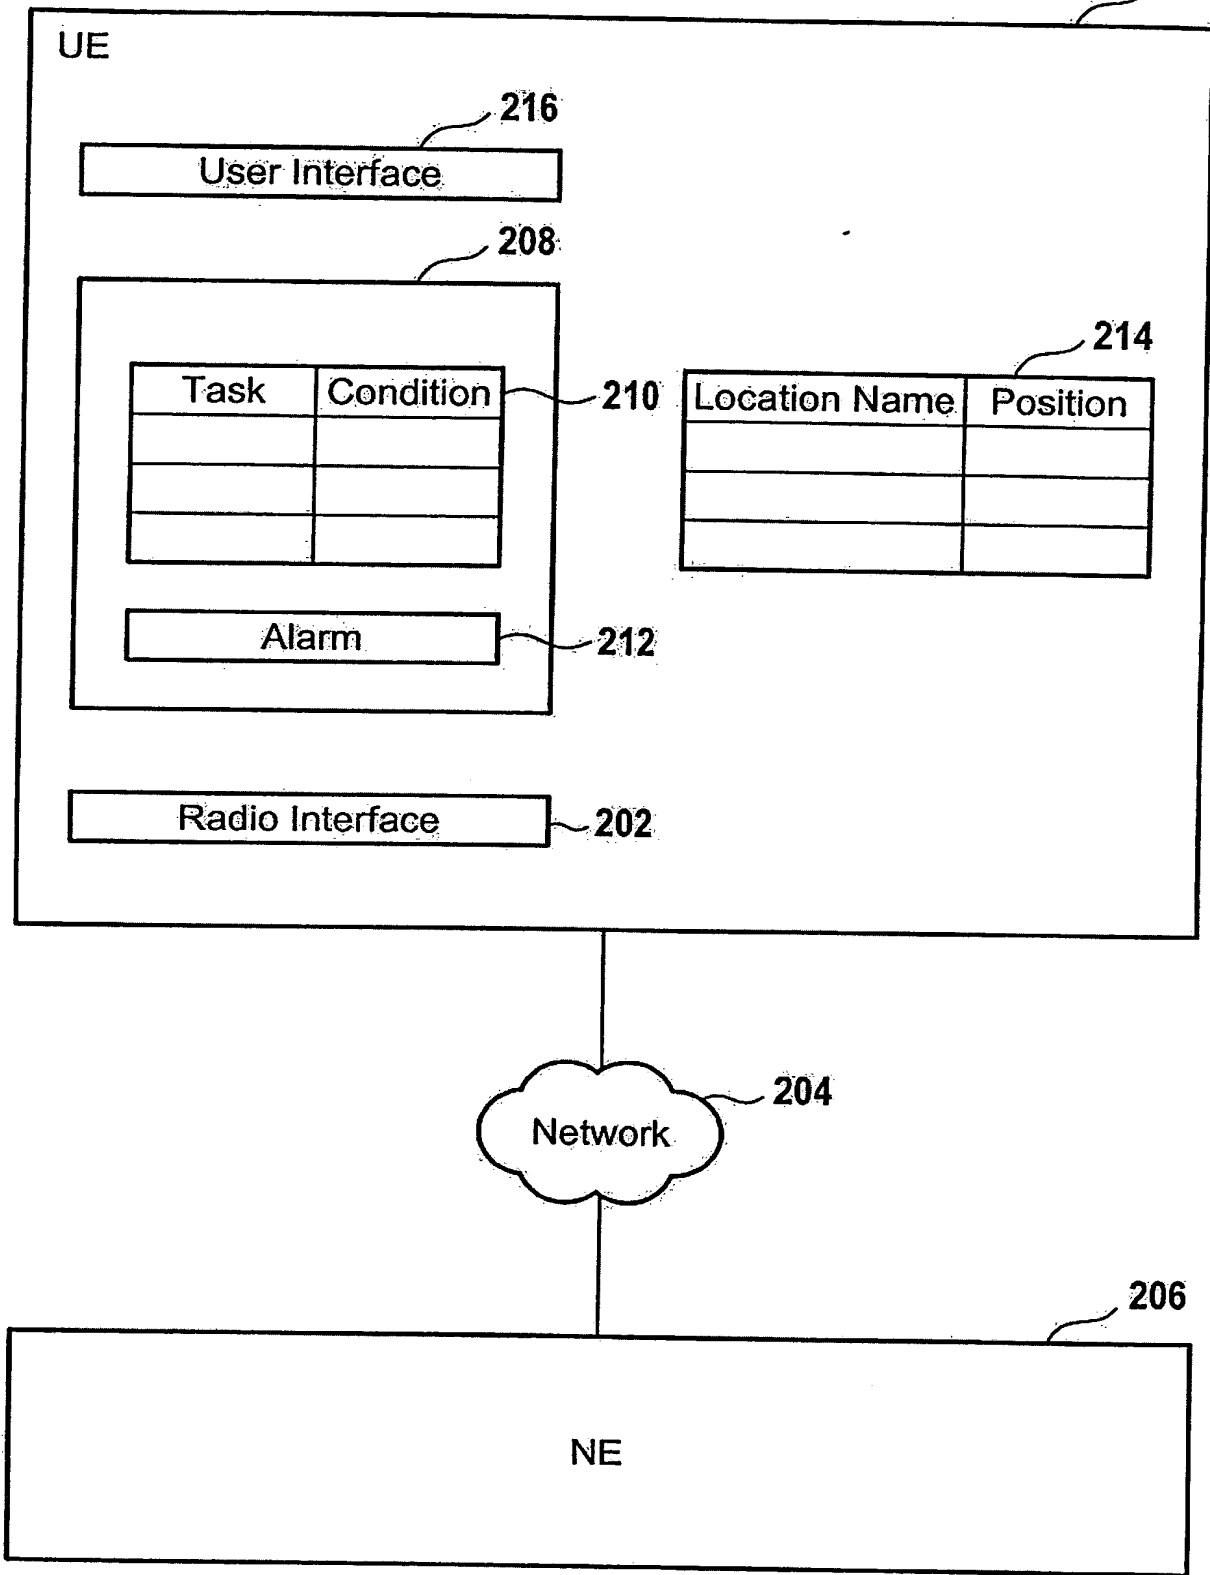 UE
216
User Interface
208
Task Condition
210
214
Location Name Position
Alarm
212
Radio Interface
202
204
Network
206
NE